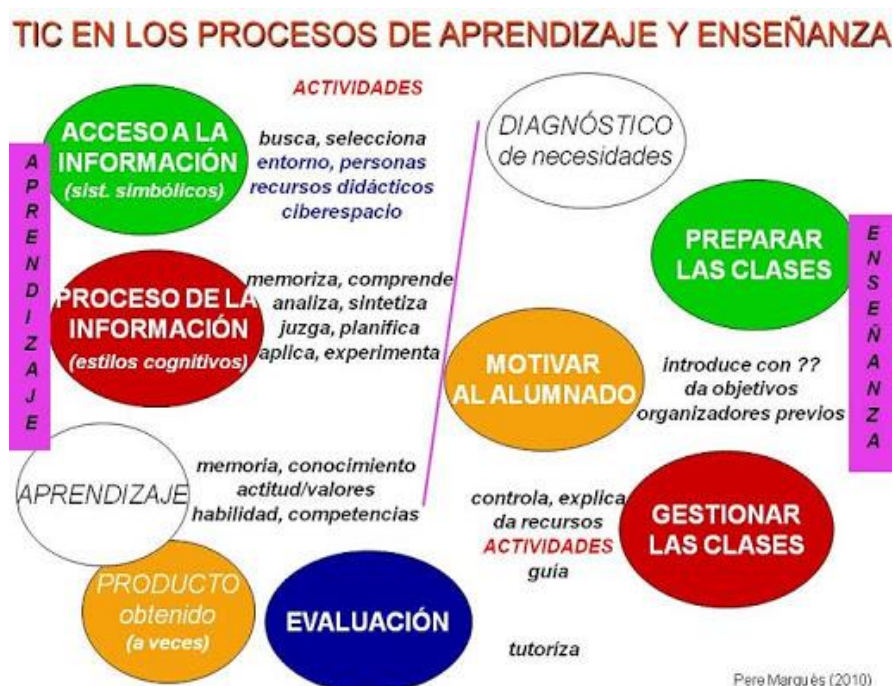 TIC EN LOS PROCESOS DE APRENDIZAJE Y ENSEÑANZA
APRENDIZAJE
ACTIVIDADES
ACCESO A LA
INFORMACIÓN
(sist. simbólicos)
busca, selecciona
entorno, personas
recursos didácticos
ciberespacio
PROCESO DE LA
INFORMACIÓN
(estilos cognitivos)
memoriza, comprende
analiza, sintetiza
juzga, planifica
aplica, experimenta
APRENDIZAJE
memoria, conocimiento
actitud/valores
habilidad, competencias
PRODUCTO
obtenido
(a veces)
EVALUACIÓN
DIAGNÓSTICO
de necesidades
PREPARAR
LAS CLASES
ENSEÑANZA
MOTIVAR
AL ALUMNADO
introduce con ??
da objetivos
organizadores previos
controla, explica
da recursos
ACTIVIDADES
guía
GESTIONAR
LAS CLASES
tutoríza
Pere Marquès (2010)